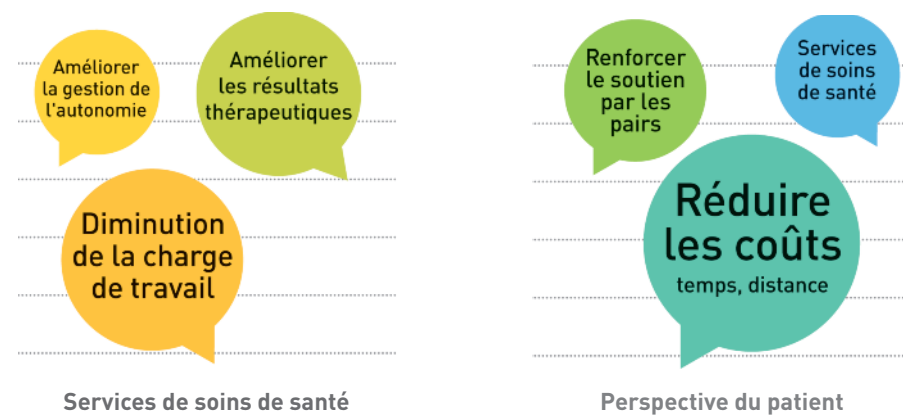 Améliorer
la gestion de
l'autonomie
Améliorer
les résultats
thérapeutiques
Diminution
de la charge
de travail
Services de soins de santé
Renforcer
le soutien
par les
pairs
Services
de soins
de santé
Réduire
les coûts
temps, distance
Perspective du patient